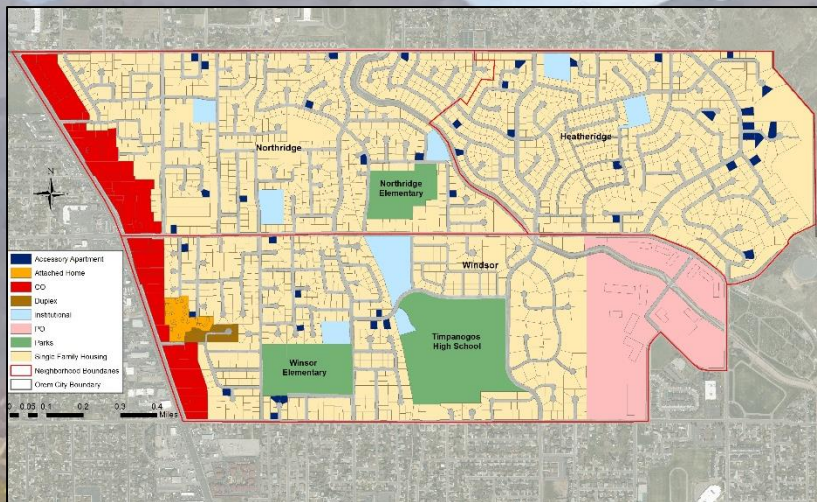 Northridge
Heatheridge
Northridge
Elementary
N
Windsor
Timpanogos
High School
Winsor
Elementary
Accessory Apartment
Attached Home
CO
Duplex
Institutional
PO
Parks
Single Family Housing
Neighborhood Boundaries
Orem City Boundary
0 0.05 0.1 0.2 0.3 0.4
Miles